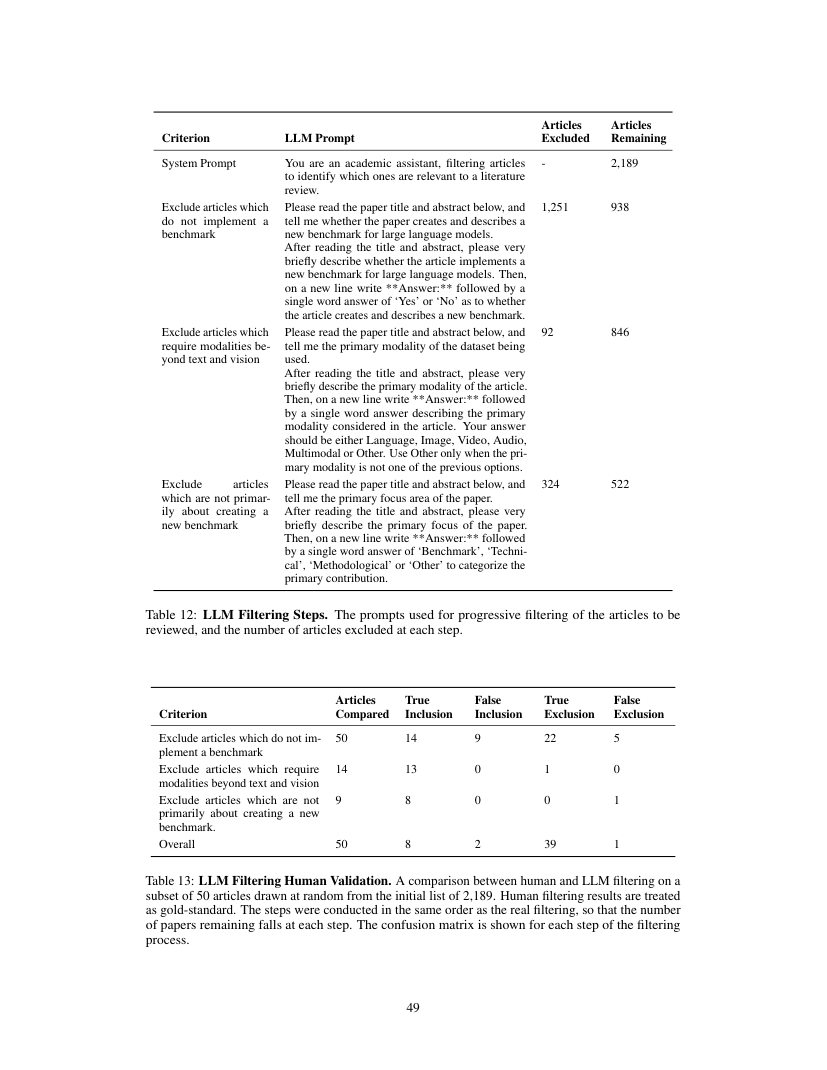 Criterion LLM Prompt Articles Excluded Articles Remaining
System Prompt You are an academic assistant, filtering articles - 2,189
to identify which ones are relevant to a literature
review.
Exclude articles which Please read the paper title and abstract below, and 1,251 938
do not implement a tell me whether the paper creates and describes a
benchmark new benchmark for large language models.
After reading the title and abstract, please very
briefly describe whether the article implements a
new benchmark for large language models. Then,
on a new line write **Answer:** followed by a
single word answer of ‘Yes’ or ‘No’ as to whether
the article creates and describes a new benchmark.
Exclude articles which Please read the paper title and abstract below, and 92 846
require modalities be- tell me the primary modality of the dataset being
yond text and vision used.
After reading the title and abstract, please very
briefly describe the primary modality of the article.
Then, on a new line write **Answer:** followed
by a single word answer describing the primary
modality considered in the article. Your answer
should be either Language, Image, Video, Audio,
Multimodal or Other. Use Other only when the pri-
mary modality is not one of the previous options.
Exclude articles Please read the paper title and abstract below, and 324 522
which are not primar- tell me the primary focus area of the paper.
ily about creating a After reading the title and abstract, please very
new benchmark briefly describe the primary focus of the paper.
Then, on a new line write **Answer:** followed
by a single word answer of ‘Benchmark’, ‘Techni-
cal’, ‘Methodological’ or ‘Other’ to categorize the
primary contribution.
Table 12: LLM Filtering Steps. The prompts used for progressive filtering of the articles to be
reviewed, and the number of articles excluded at each step.
Articles True False True False
Criterion Compared Inclusion Inclusion Exclusion Exclusion
Exclude articles which do not im- 50 14 9 22 5
plement a benchmark
Exclude articles which require 14 13 0 1 0
modalities beyond text and vision
Exclude articles which are not 9 8 0 0 1
primarily about creating a new
benchmark.
Overall 50 8 2 39 1
Table 13: LLM Filtering Human Validation. A comparison between human and LLM filtering on a
subset of 50 articles drawn at random from the initial list of 2,189. Human filtering results are treated
as gold-standard. The steps were conducted in the same order as the real filtering, so that the number
of papers remaining falls at each step. The confusion matrix is shown for each step of the filtering
process.
49